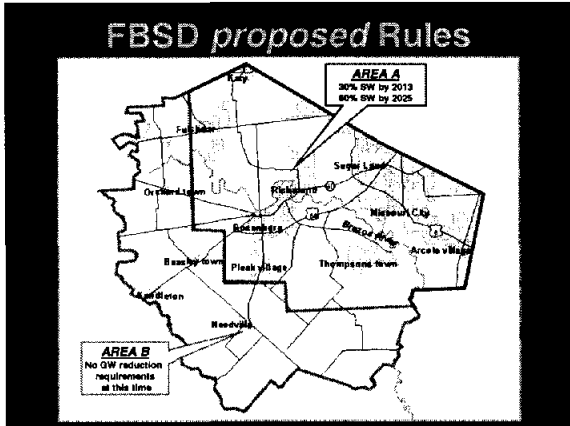 FBSD proposed Rules
Katy
AREA A
30% SW by 2013
60% SW by 2025
Fulshear
Sugar Land
Orchard town
Richmond
Missouri City
Rosenberg
Brazos River
Arcola village
Beasley town
Pleak village
Thompsons town
Kendleton
Needville
AREA B
No GW reduction
requirements
at this time